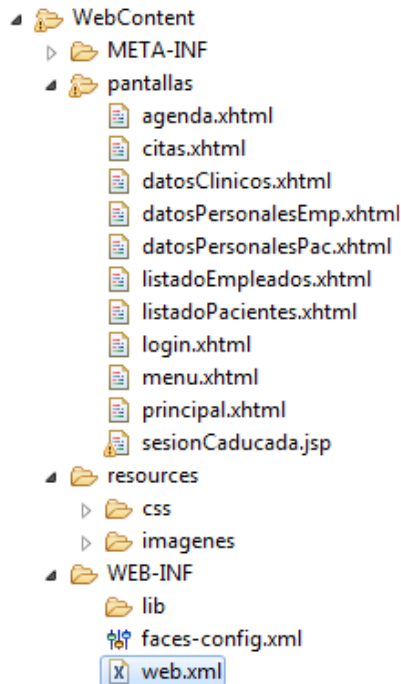 WebContent
META-INF
pantallas
agenda.xhtml
citas.xhtml
datosClinicos.xhtml
datosPersonalesEmp.xhtml
datosPersonalesPac.xhtml
listadoEmpleados.xhtml
listadoPacientes.xhtml
login.xhtml
menu.xhtml
principal.xhtml
sesionCaducada.jsp
resources
css
imagenes
WEB-INF
lib
faces-config.xml
web.xml